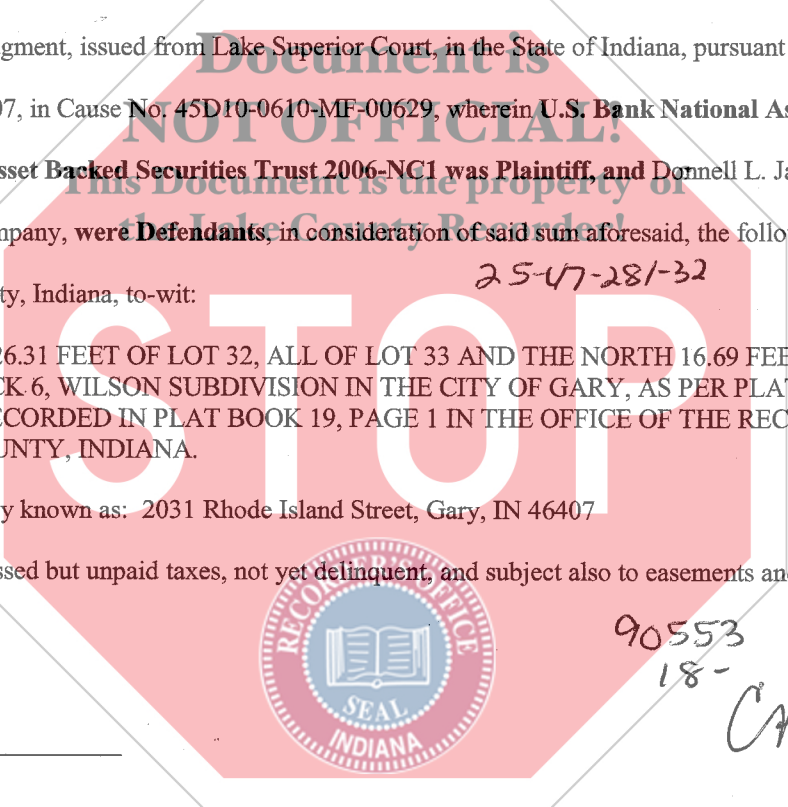 dgment, issued from Lake Superior Court, in the State of Indiana, pursuant
Document is
07, in Cause No. 45D10-0610-MF-00629, wherein U.S. Bank National As
NOT OFFICIAL!
sset Backed Securities Trust 2006-NC1 was Plaintiff, and Donnell L. Ja
This Document is the property of
mpany, were Defendants, in consideration of said sum aforesaid, the follo
the Lake County Recorder!
25-47-281-32
ty, Indiana, to-wit:
STOP
26.31 FEET OF LOT 32, ALL OF LOT 33 AND THE NORTH 16.69 FEE
CK 6, WILSON SUBDIVISION IN THE CITY OF GARY, AS PER PLAT
ECORDED IN PLAT BOOK 19, PAGE 1 IN THE OFFICE OF THE REC
UNTY, INDIANA.
y known as: 2031 Rhode Island Street, Gary, IN 46407
ssed but unpaid taxes, not yet delinquent, and subject also to easements an
RECORDER'S OFFICE
SEAL
INDIANA
90553
18-
CA